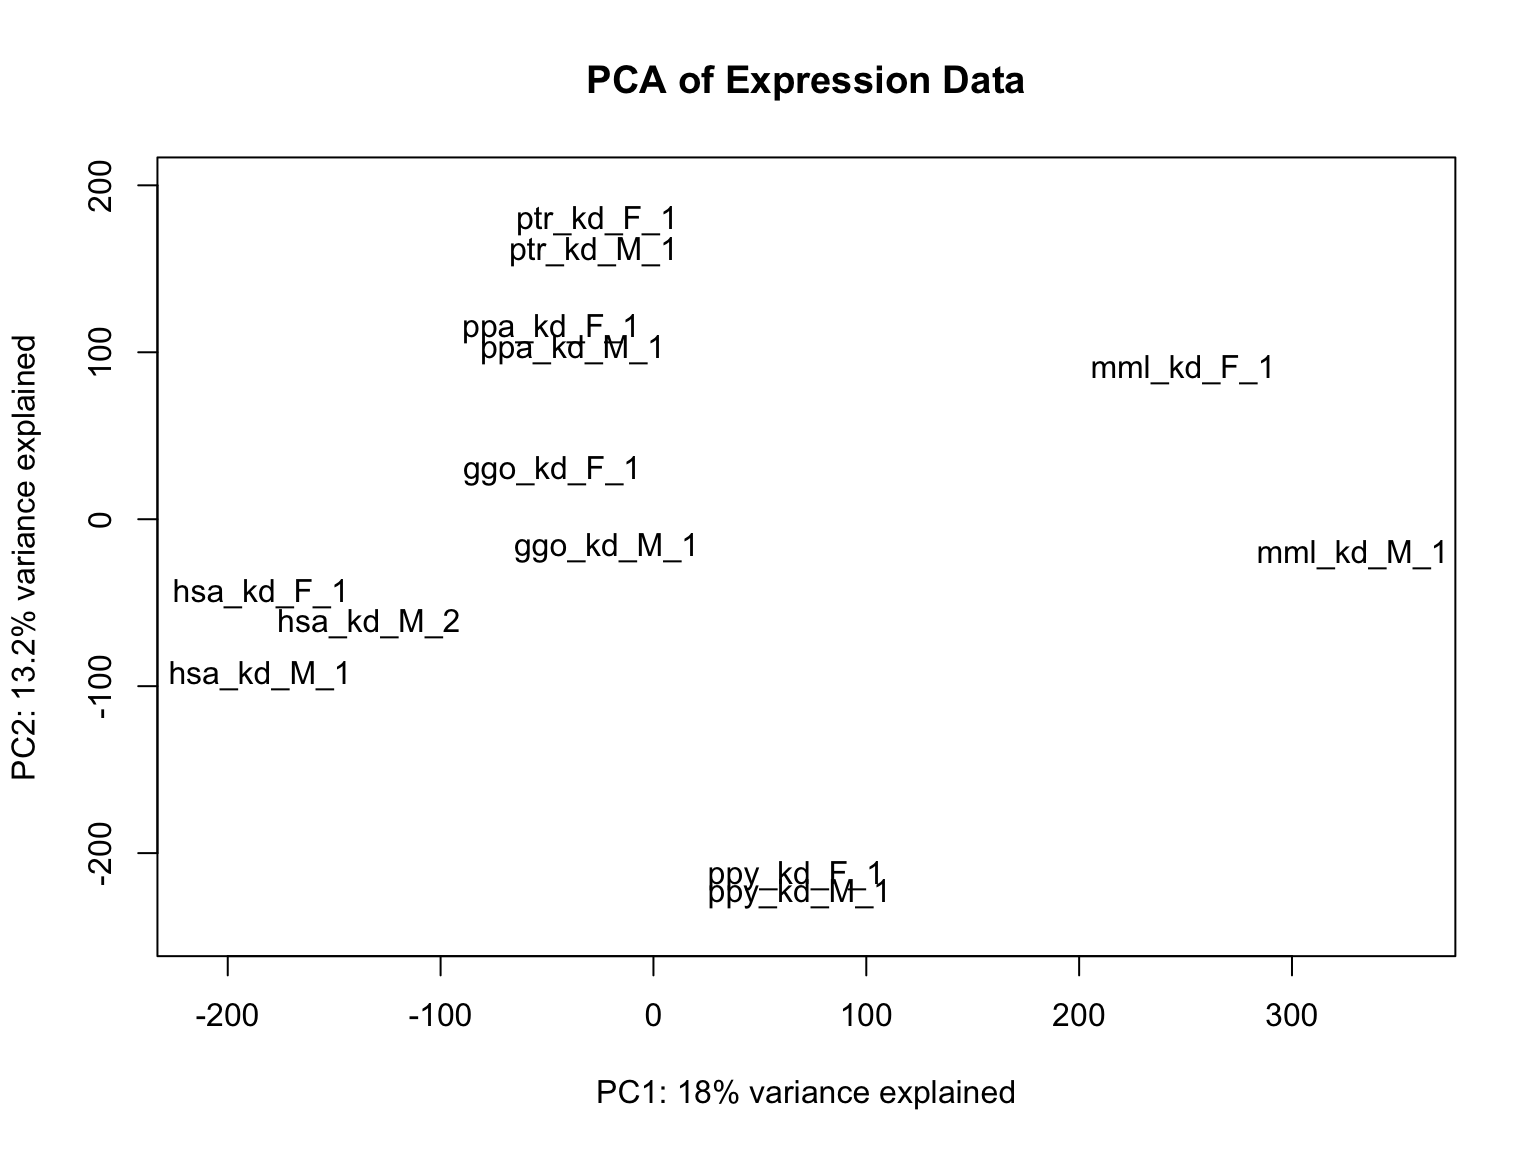 PCA of Expression Data
PC2: 13.2% variance explained
200
100
0
-100
-200
ptr_kd_F_1
ptr_kd_M_1
ppa_kd_F_1
ppa_kd_M_1
mml_kd_F_1
ggo_kd_F_1
ggo_kd_M_1
mml_kd_M_1
hsa_kd_F_1
hsa_kd_M_2
hsa_kd_M_1
ppy_kd_F_1
ppy_kd_M_1
-200 -100 0 100 200 300
PC1: 18% variance explained